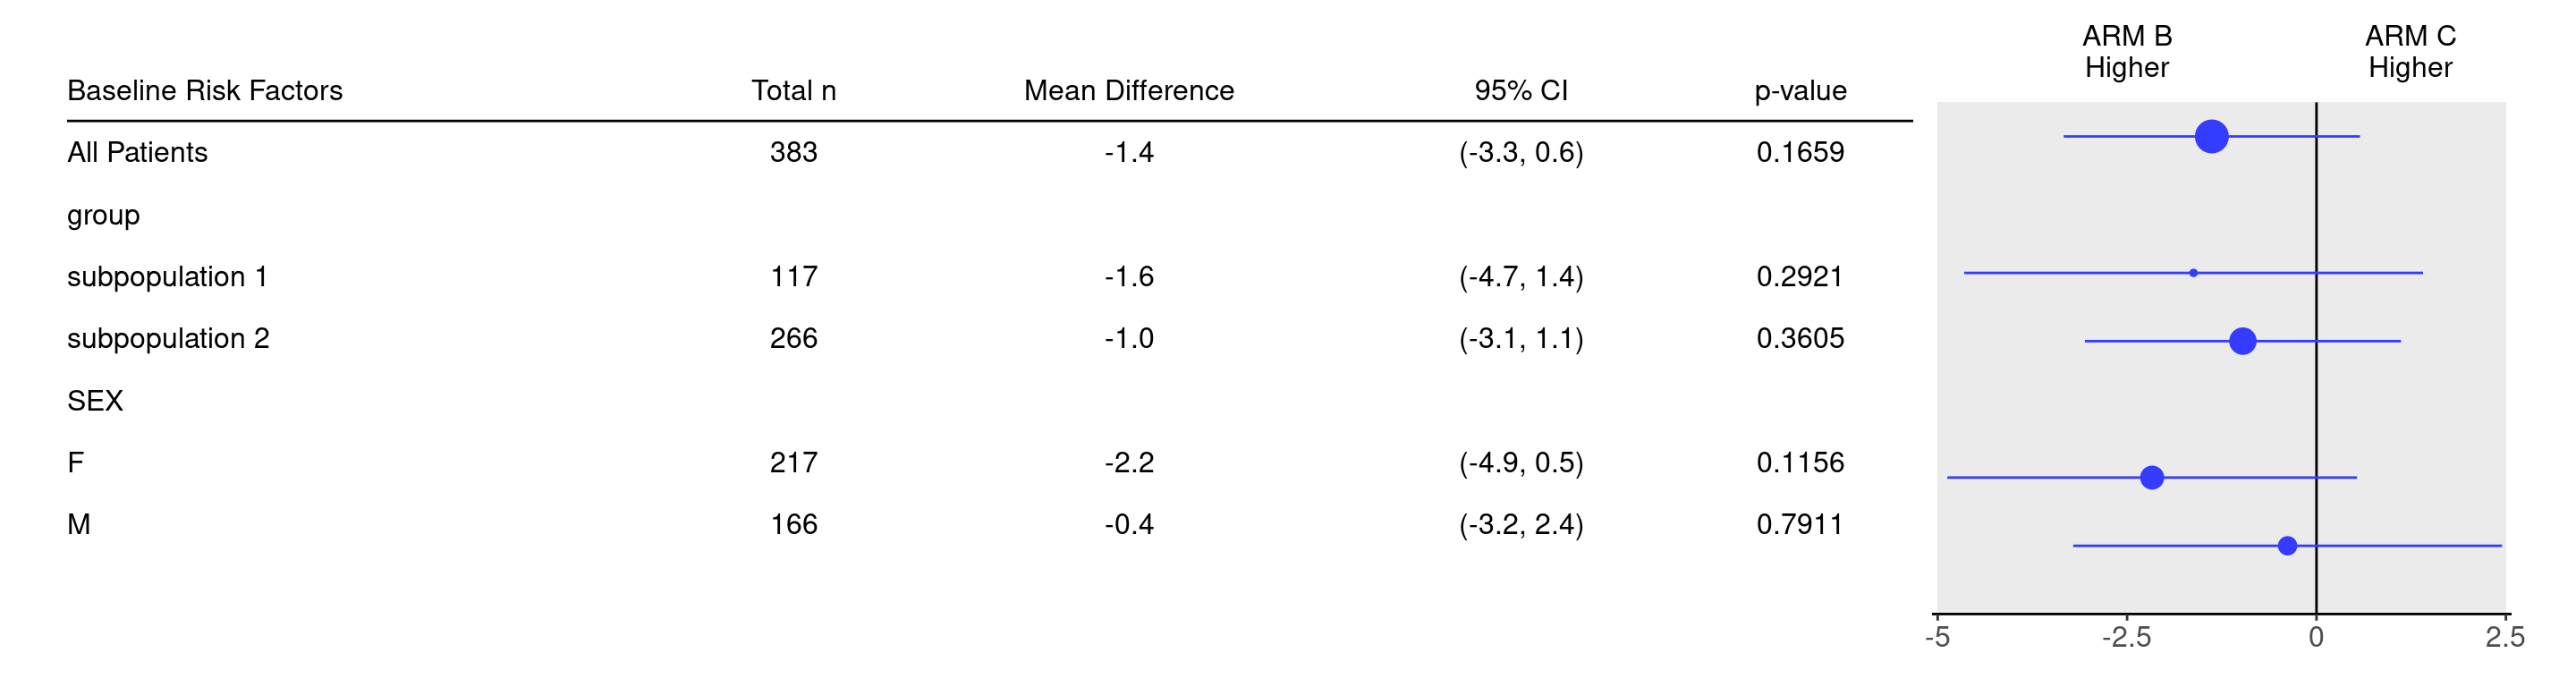 ARM B ARM C
Higher Higher
Baseline Risk Factors Total n Mean Difference 95% CI p-value
All Patients 383 -1.4 (-3.3, 0.6) 0.1659
group
subpopulation 1 117 -1.6 (-4.7, 1.4) 0.2921
subpopulation 2 266 -1.0 (-3.1, 1.1) 0.3605
SEX
F 217 -2.2 (-4.9, 0.5) 0.1156
M 166 -0.4 (-3.2, 2.4) 0.7911
-5 -2.5 0 2.5